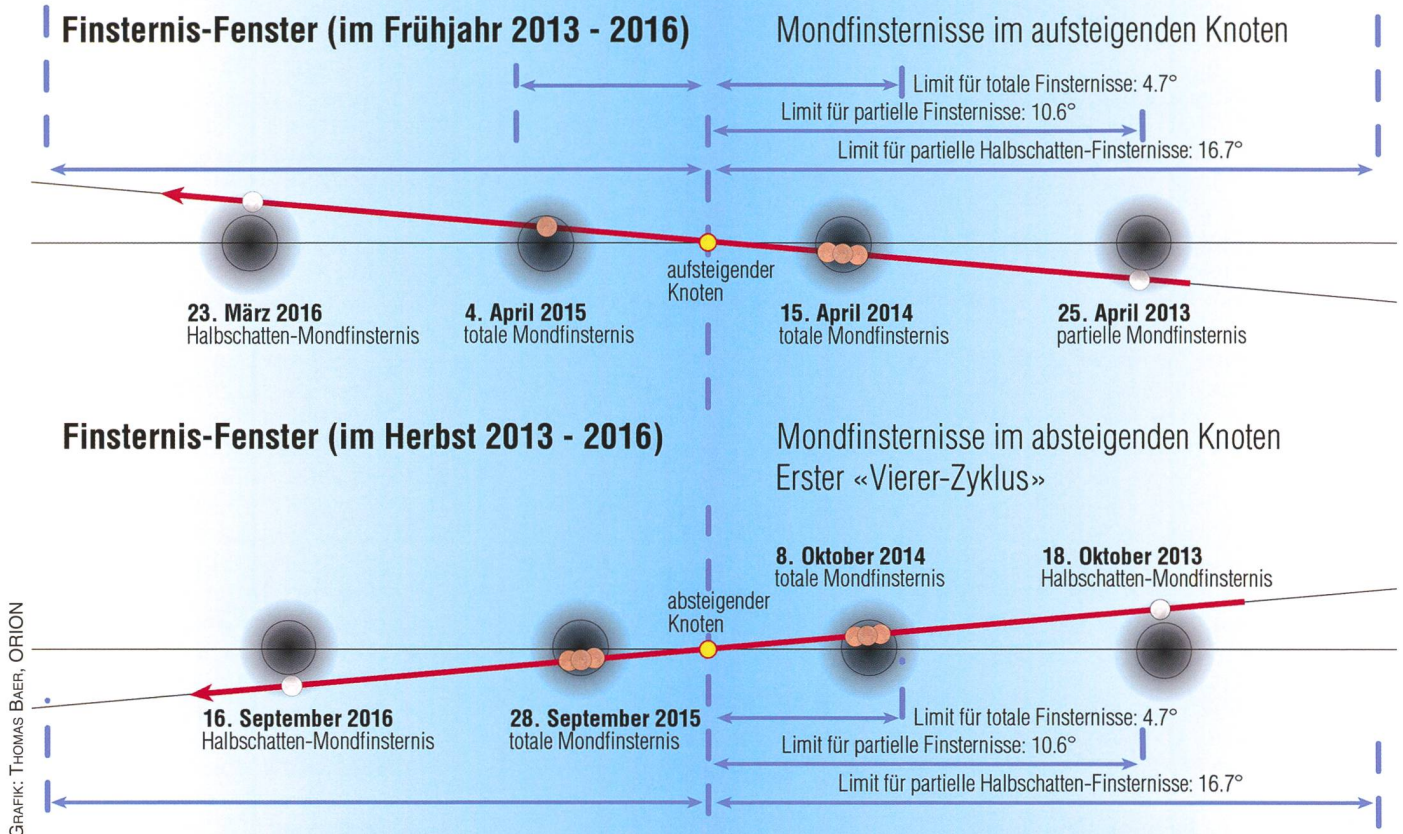 Finsternis-Fenster (im Frühjahr 2013 - 2016)
Mondfinsternisse im aufsteigenden Knoten
Limit für totale Finsternisse: 4.7°
Limit für partielle Finsternisse: 10.6°
Limit für partielle Halbschatten-Finsternisse: 16.7°
aufsteigender
Knoten
23. März 2016
Halbschatten-Mondfinsternis
4. April 2015
totale Mondfinsternis
15. April 2014
totale Mondfinsternis
25. April 2013
partielle Mondfinsternis
Finsternis-Fenster (im Herbst 2013 - 2016)
Mondfinsternisse im absteigenden Knoten
Erster «Vierer-Zyklus»
8. Oktober 2014
totale Mondfinsternis
18. Oktober 2013
Halbschatten-Mondfinsternis
absteigender
Knoten
16. September 2016
Halbschatten-Mondfinsternis
28. September 2015
totale Mondfinsternis
Limit für totale Finsternisse: 4.7°
Limit für partielle Finsternisse: 10.6°
Limit für partielle Halbschatten-Finsternisse: 16.7°
GRAFIK: THOMAS BAER, ORION